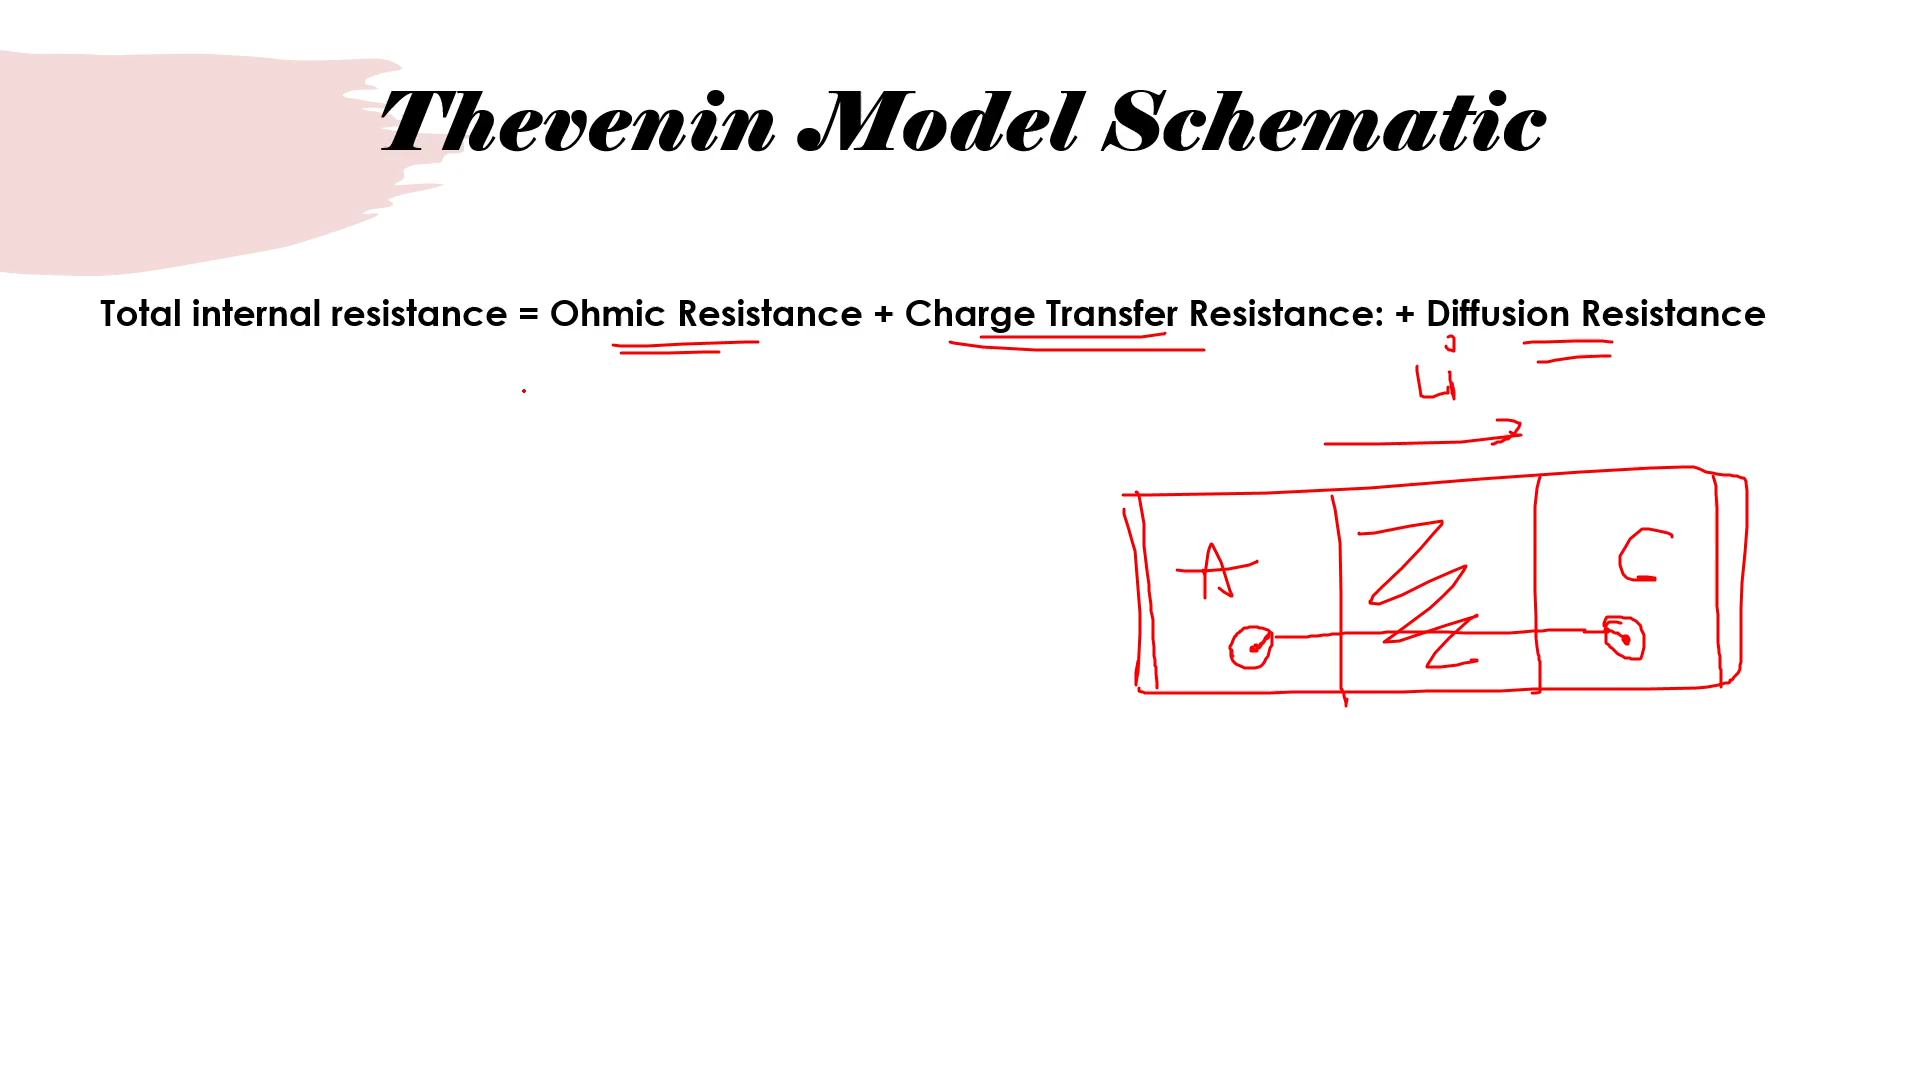 Thevenin Model Schematic
Total internal resistance = Ohmic Resistance + Charge Transfer Resistance: + Diffusion Resistance
Li
A
C